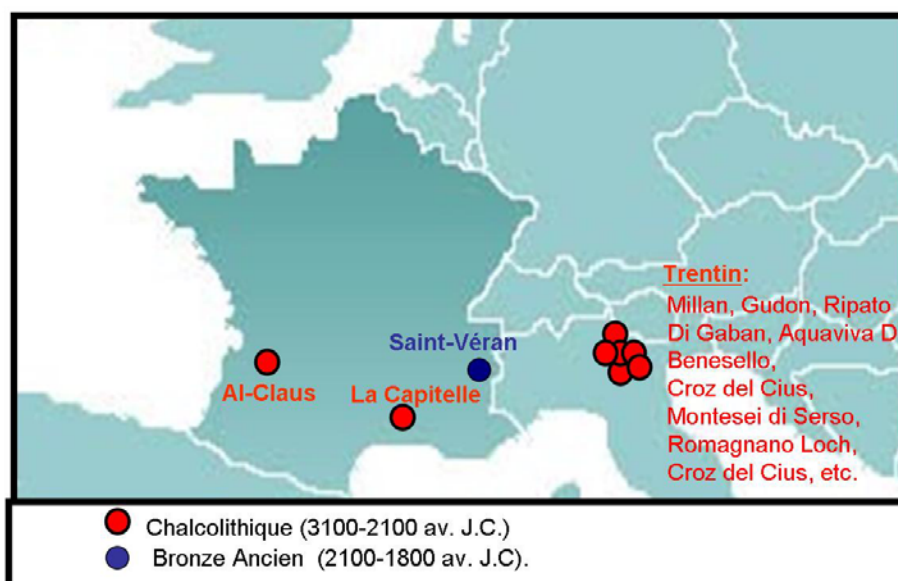 Trentin:
Millan, Gudon, Ripato
Di Gaban, Aquaviva D
Benesello,
Croz del Cius,
Montesei di Serso,
Romagnano Loch,
Croz del Cius, etc.
Saint-Véran
Al-Claus
La Capitelle
Chalcolithique (3100-2100 av. J.C.)
Bronze Ancien (2100-1800 av. J.C).